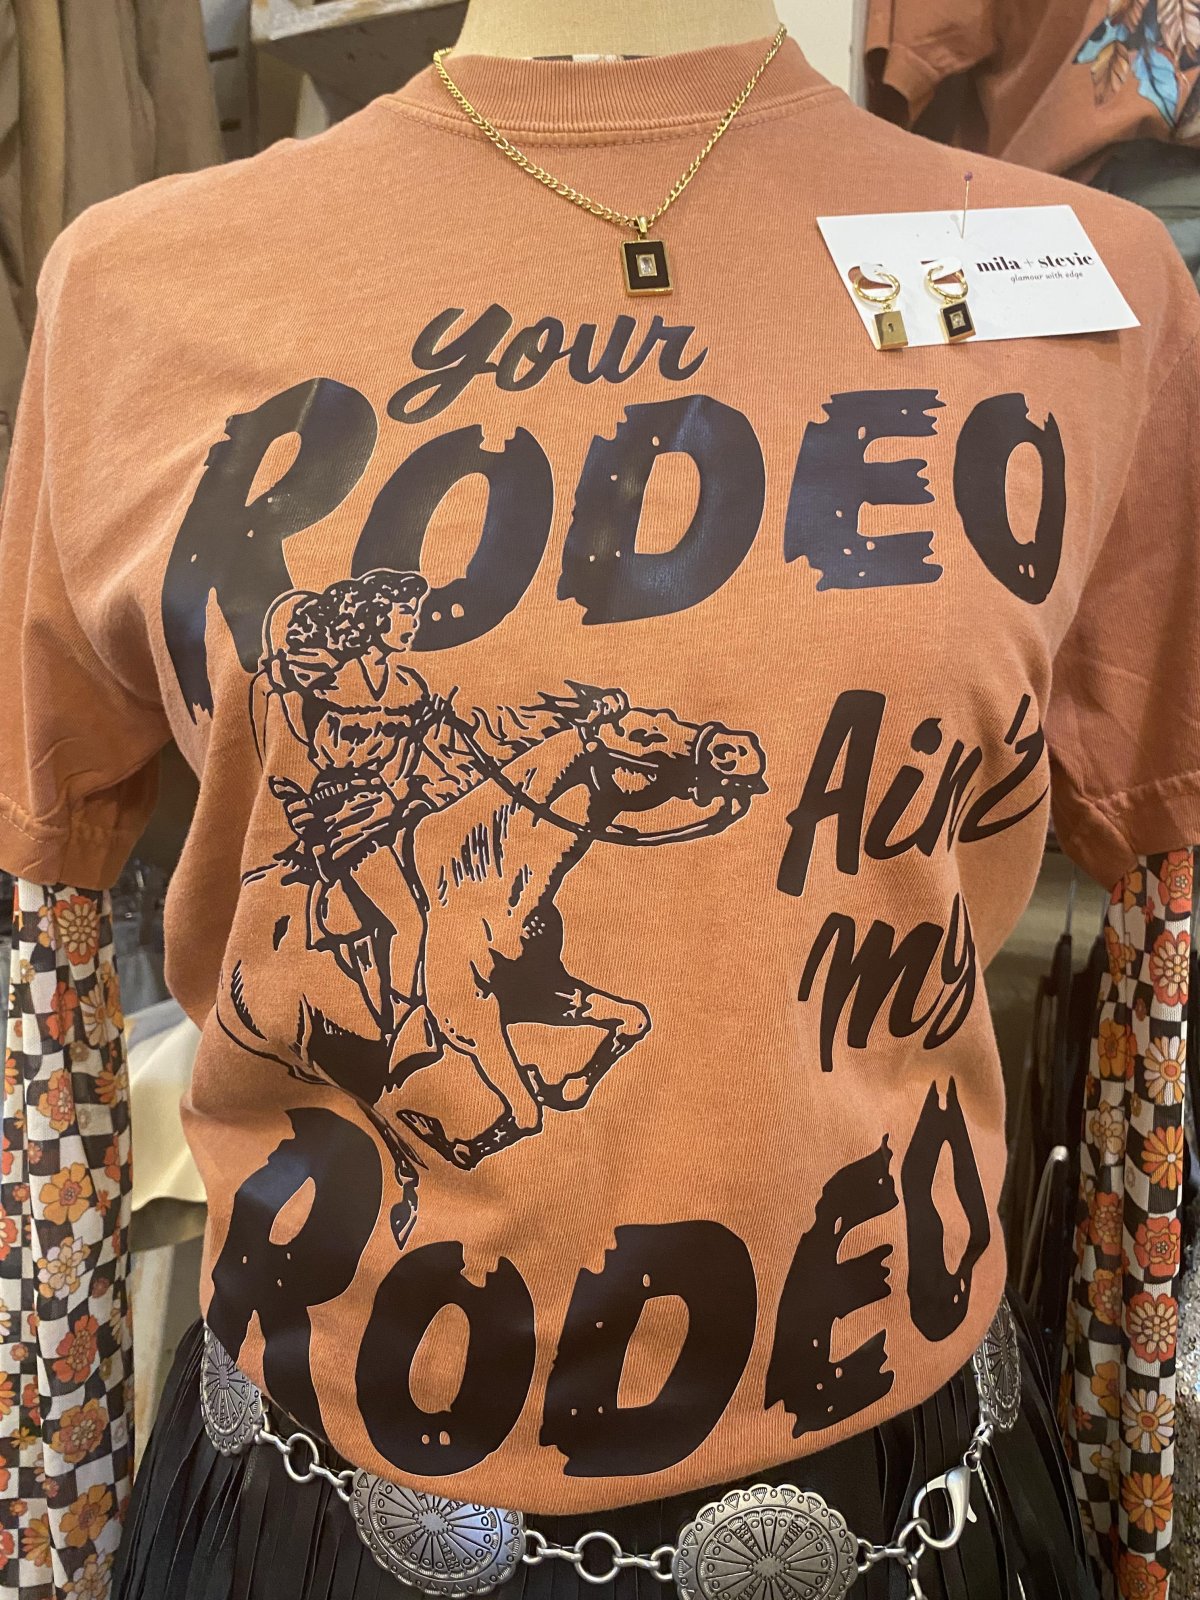 mila + stevie
glamour with edge
your
RODEO
Ain't
my
RODEO